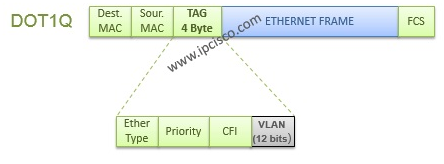 DOT1Q
Dest. MAC
Sour. MAC
TAG 4 Byte
ETHERNET FRAME
FCS
www.ipcisco.com
Ether Type
Priority
CFI
VLAN (12 bits)